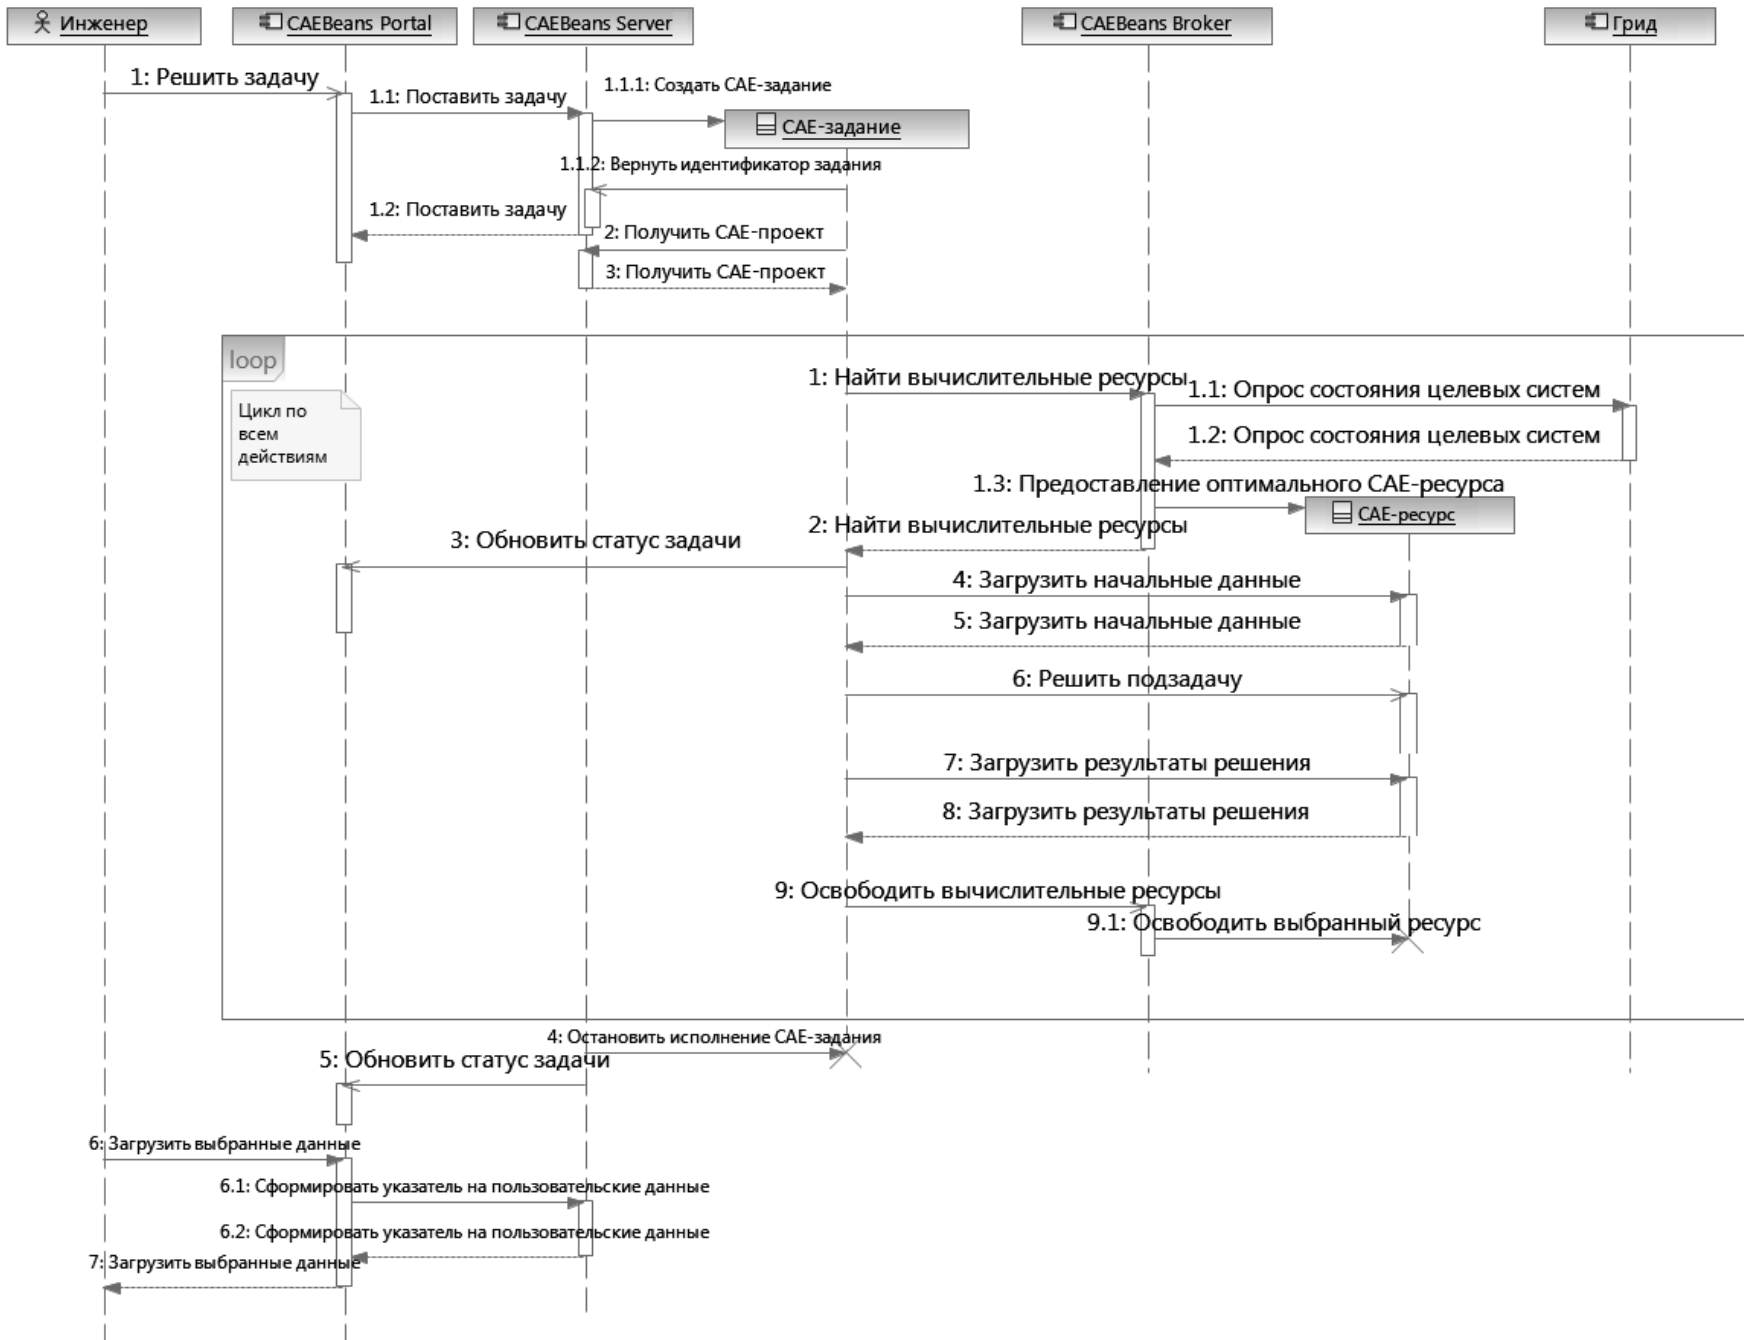 Инженер
CAEBeans Portal
CAEBeans Server
CAEBeans Broker
Грид
1: Решить задачу
1.1: Поставить задачу
1.1.1: Создать CAE-задание
CAE-задание
1.1.2: Вернуть идентификатор задания
1.2: Поставить задачу
2: Получить CAE-проект
3: Получить CAE-проект
loop
Цикл по
всем
действиям
1: Найти вычислительные ресурсы
1.1: Опрос состояния целевых систем
1.2: Опрос состояния целевых систем
1.3: Предоставление оптимального CAE-ресурса
CAE-ресурс
2: Найти вычислительные ресурсы
3: Обновить статус задачи
4: Загрузить начальные данные
5: Загрузить начальные данные
6: Решить подзадачу
7: Загрузить результаты решения
8: Загрузить результаты решения
9: Освободить вычислительные ресурсы
9.1: Освободить выбранный ресурс
4: Остановить исполнение CAE-задания
5: Обновить статус задачи
6: Загрузить выбранные данные
6.1: Сформировать указатель на пользовательские данные
6.2: Сформировать указатель на пользовательские данные
7: Загрузить выбранные данные